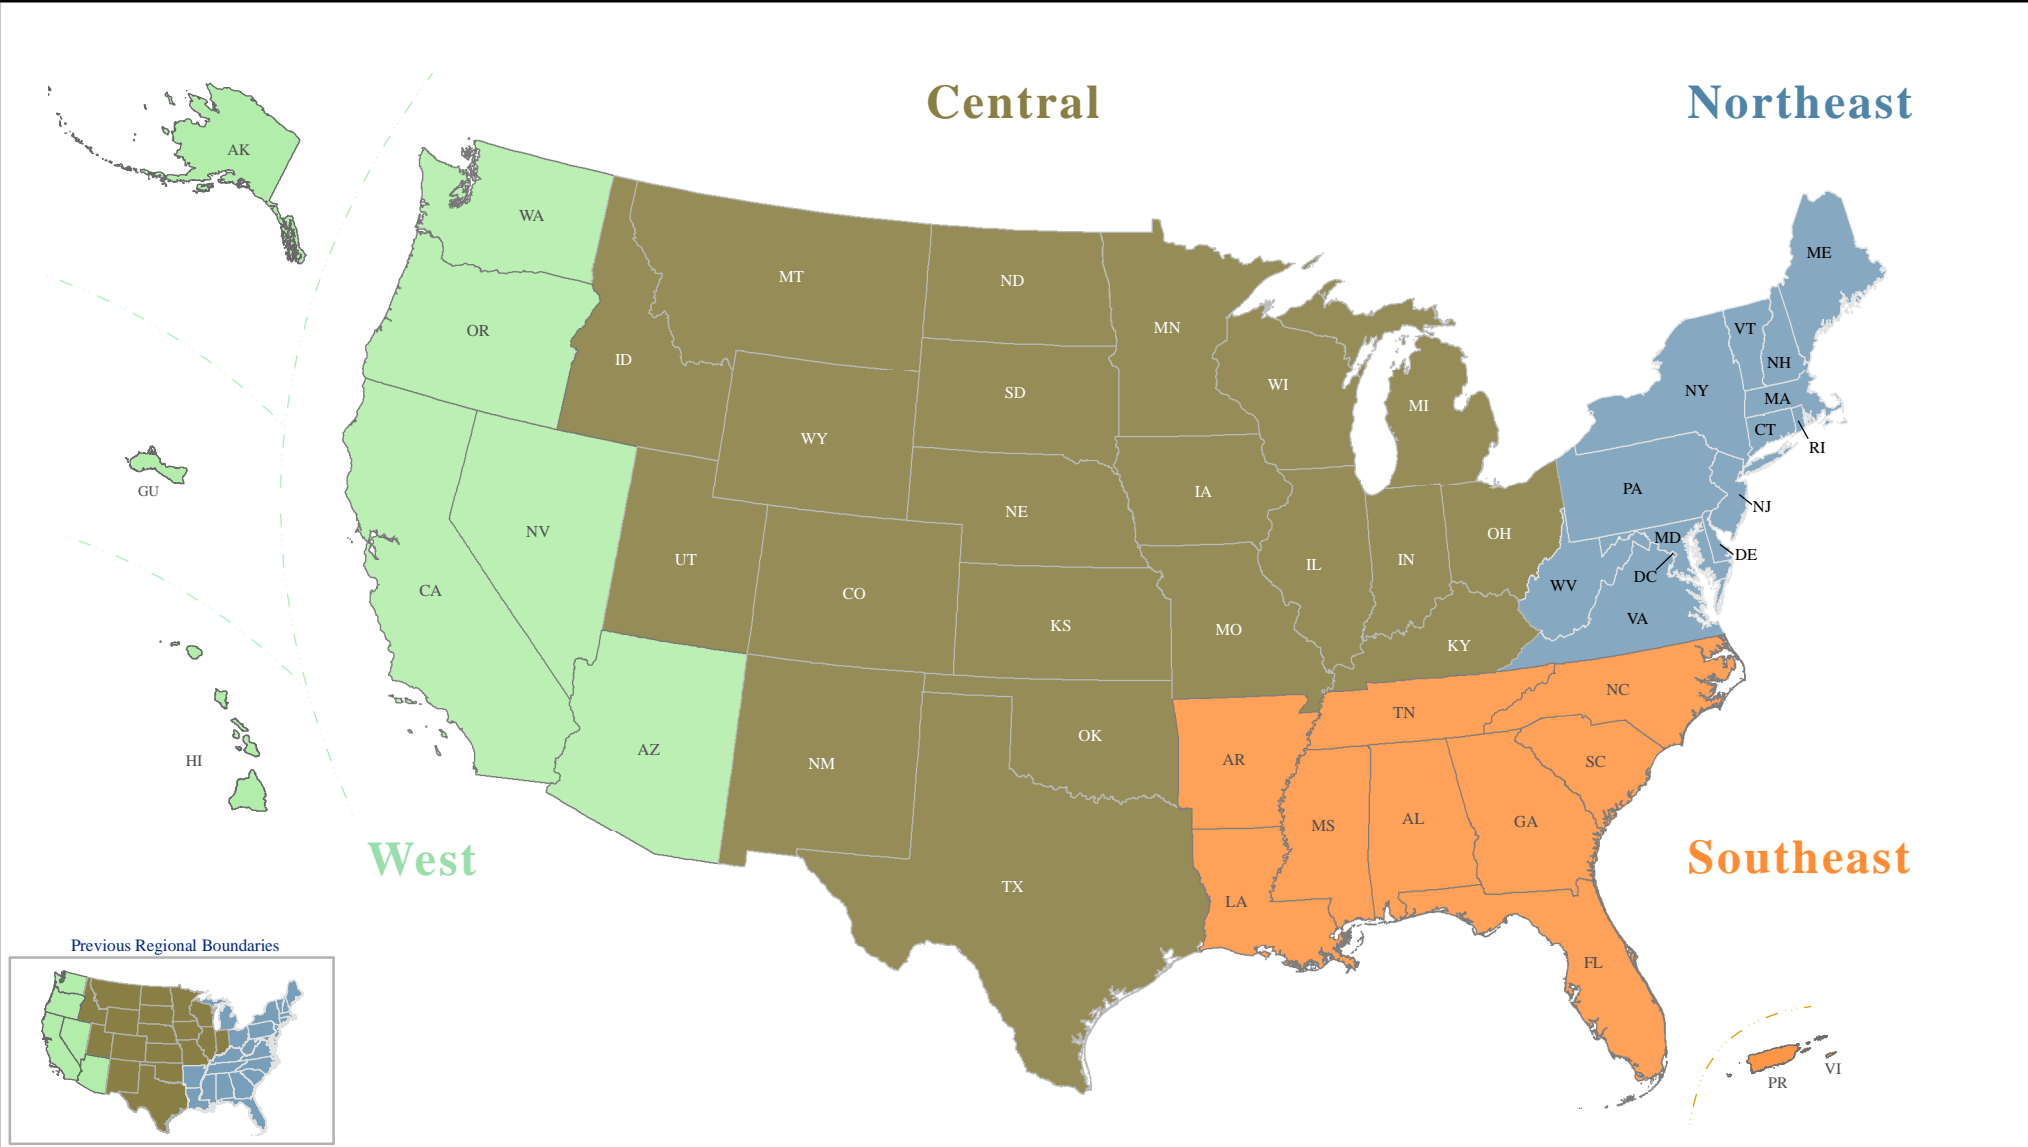 Central
Northeast
AK
WA
ME
MT
ND
OR
MN
VT
ID
NH
WI
SD
NY
MA
MI
WY
CT
RI
GU
IA
PA
NE
NJ
NV
OH
MD
UT
IN
DE
IL
DC
CA
CO
WV
KS
MO
VA
KY
NC
TN
HI
AZ
OK
NM
AR
SC
MS
AL
GA
West
Southeast
TX
LA
Previous Regional Boundaries
FL
VI
PR